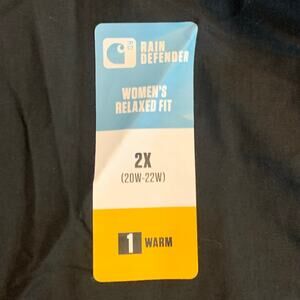 RAIN
DEFENDER
WOMEN'S
RELAXED FIT
2X
(20W-22W)
1 WARM